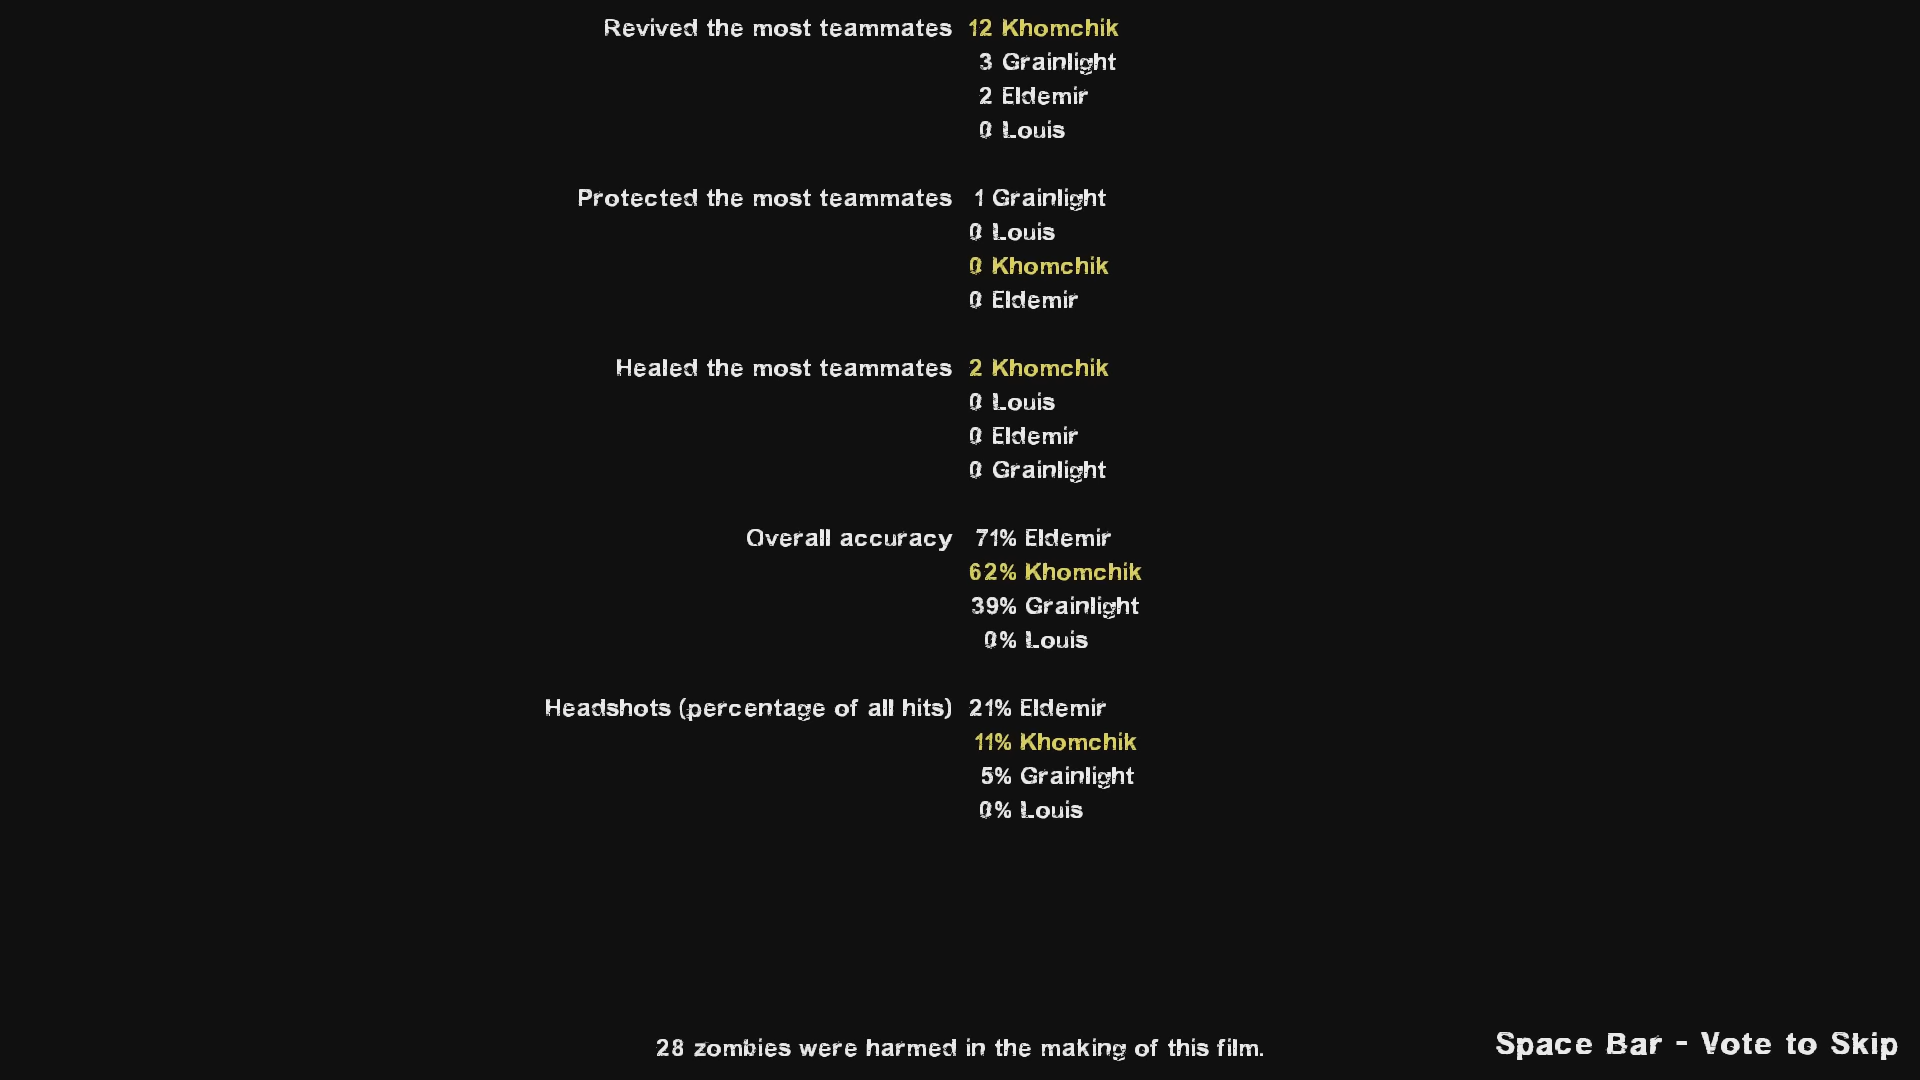 Revived the most teammates 12 Khomchik
3 Grainlight
2 Eldemir
0 Louis
Protected the most teammates 1 Grainlight
0 Louis
0 Khomchik
0 Eldemir
Healed the most teammates 2 Khomchik
0 Louis
0 Eldemir
0 Grainlight
Overall accuracy 71% Eldemir
62% Khomchik
39% Grainlight
0% Louis
Headshots (percentage of all hits) 21% Eldemir
11% Khomchik
5% Grainlight
0% Louis
28 zombies were harmed in the making of this film.
Space Bar - Vote to Skip